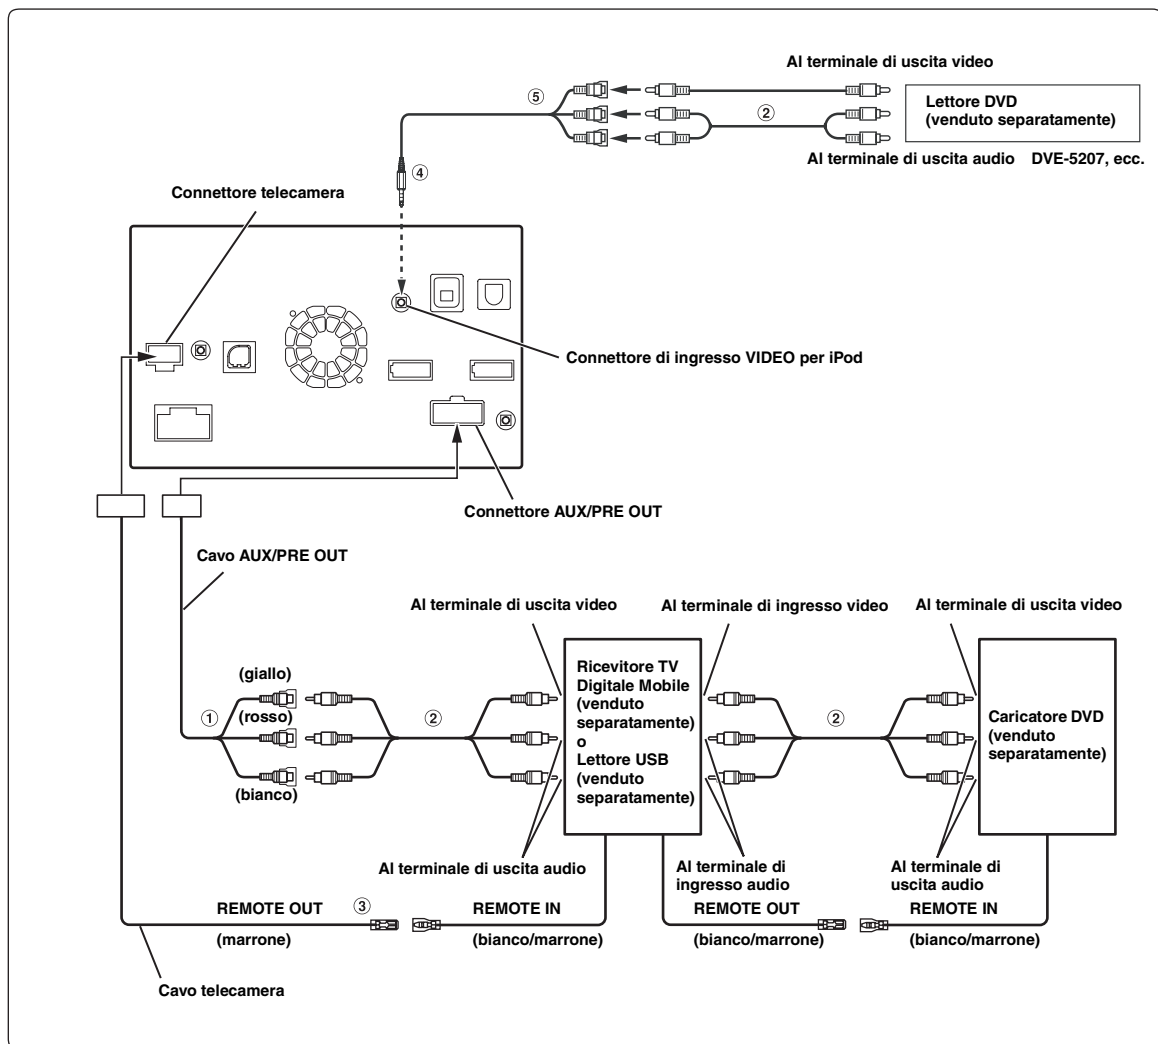 Al terminale di uscita video
⑤
②
Lettore DVD
(venduto separatamente)
Al terminale di uscita audio DVE-5207, ecc.
④
Connettore telecamera
Connettore di ingresso VIDEO per iPod
Connettore AUX/PRE OUT
Cavo AUX/PRE OUT
Al terminale di uscita video
Al terminale di ingresso video
Al terminale di uscita video
(giallo)
(rosso)
(bianco)
①
②
Ricevitore TV
Digitale Mobile
(venduto
separatamente)
o
Lettore USB
(venduto
separatamente)
②
Caricatore DVD
(venduto
separatamente)
Al terminale di uscita audio
Al terminale di
ingresso audio
Al terminale di
uscita audio
REMOTE OUT
③
(marrone)
REMOTE IN
(bianco/marrone)
REMOTE OUT
(bianco/marrone)
REMOTE IN
(bianco/marrone)
Cavo telecamera